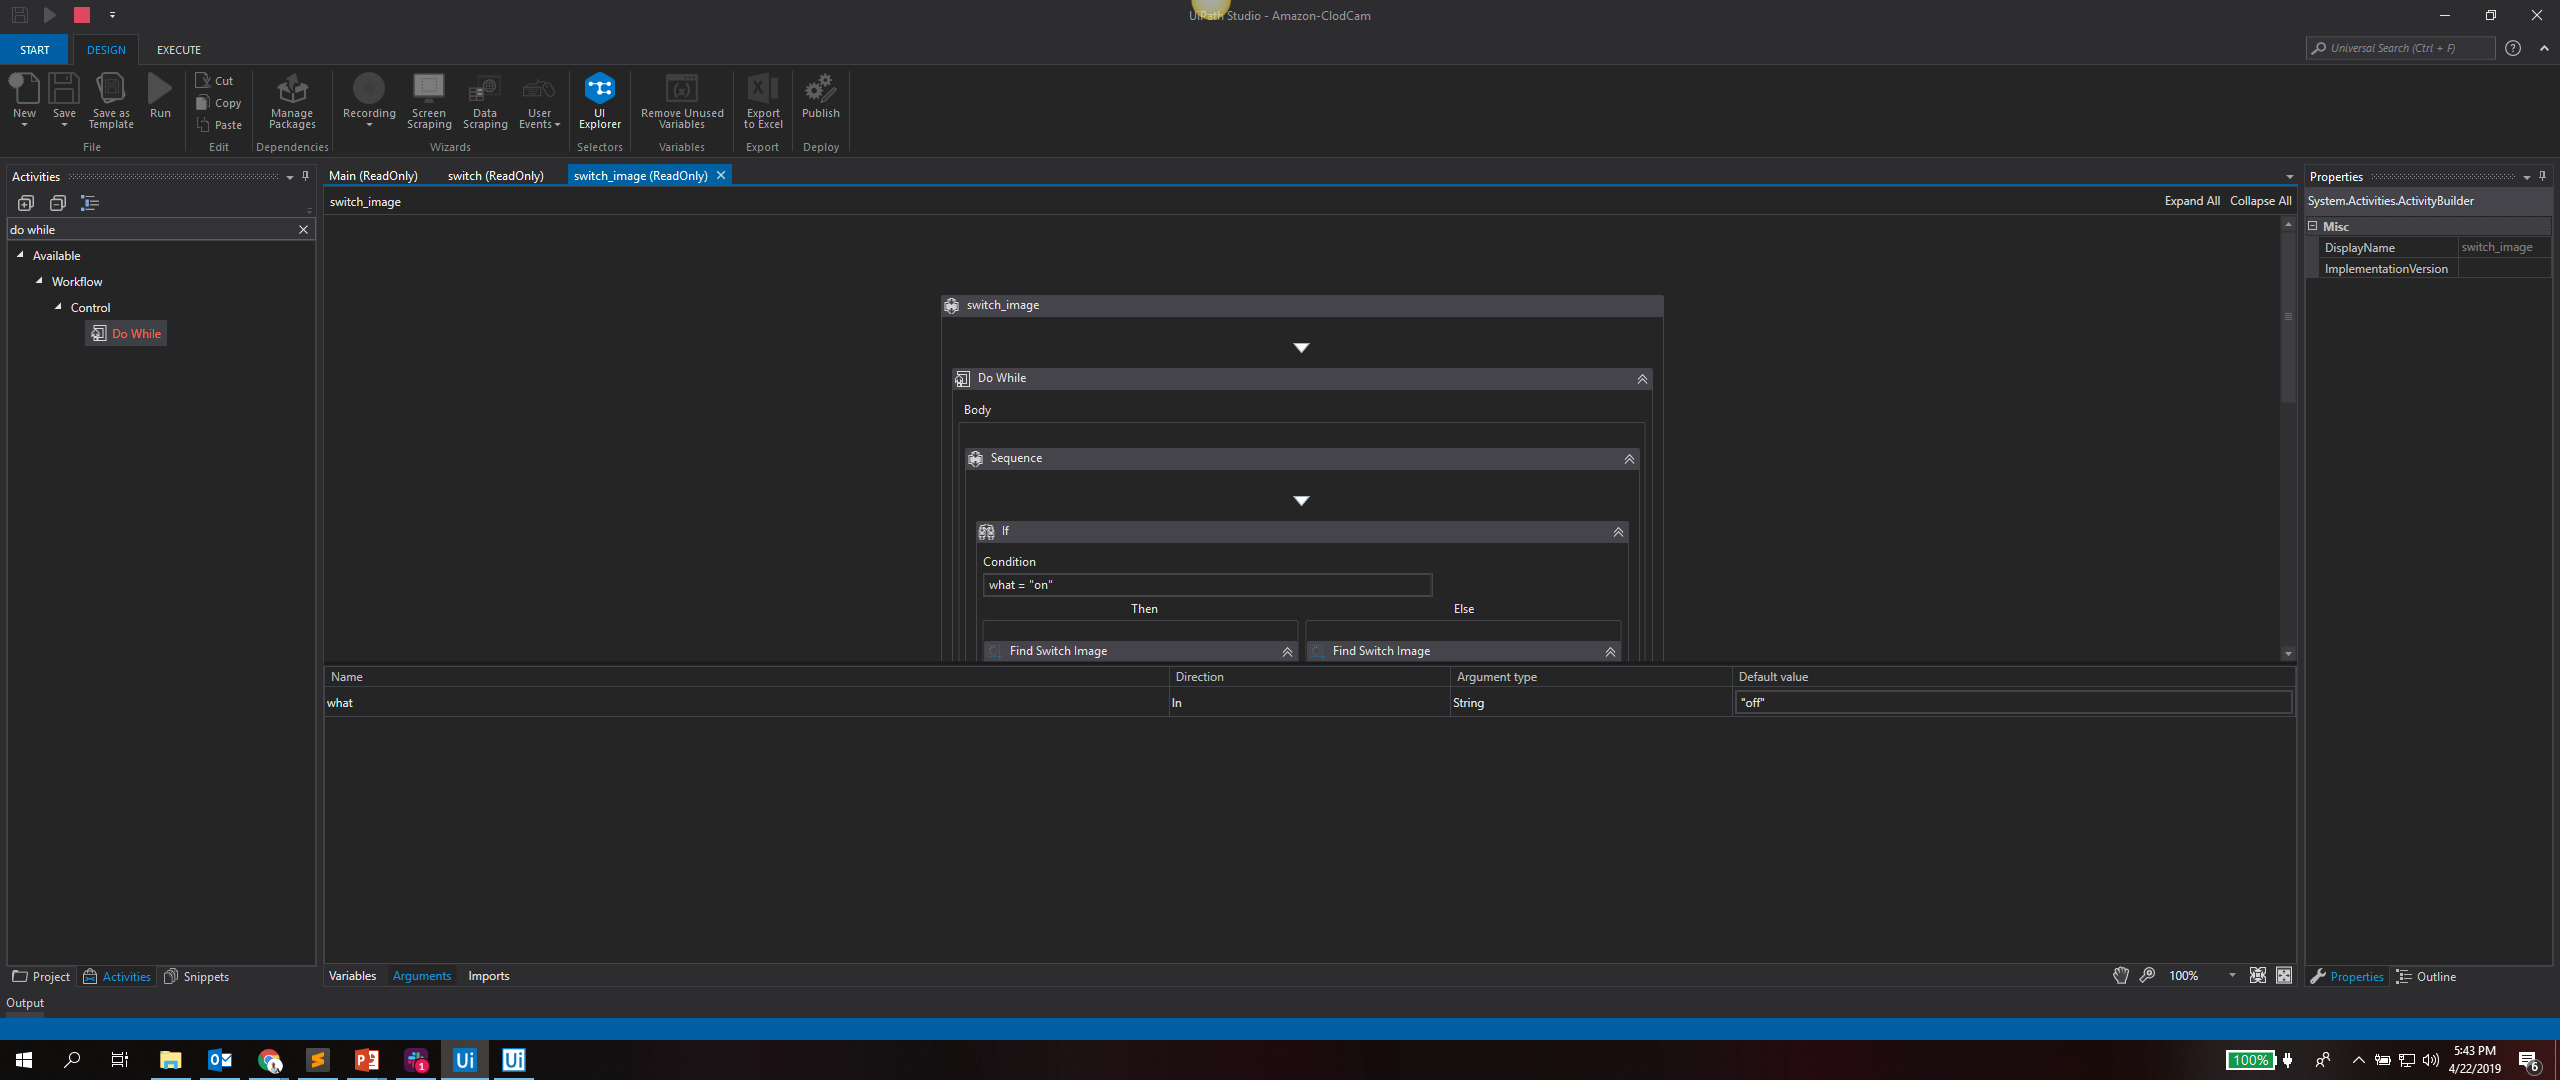 UiPath Studio - Amazon-ClodCam
START DESIGN EXECUTE
Universal Search (Ctrl + F)
New
Save
Save as Template
Run
File
Cut
Copy
Paste
Edit
Manage Packages
Dependencies
Recording
Screen Scraping
Data Scraping
User Events
Wizards
UI Explorer
Selectors
Remove Unused Variables
Variables
Export to Excel
Export
Publish
Deploy
Activities
do while
Available
Workflow
Control
Do While
Main (ReadOnly) switch (ReadOnly) switch_image (ReadOnly)
switch_image
Expand All Collapse All
switch_image
Do While
Body
Sequence
If
Condition
what = "on"
Then Else
Find Switch Image Find Switch Image
Name Direction Argument type Default value
what In String "off"
Variables Arguments Imports
100%
Properties
System.Activities.ActivityBuilder
Misc
DisplayName switch_image
ImplementationVersion
Project Activities Snippets
Properties Outline
Output
Ui Ui
1
100%
5:43 PM
4/22/2019
6